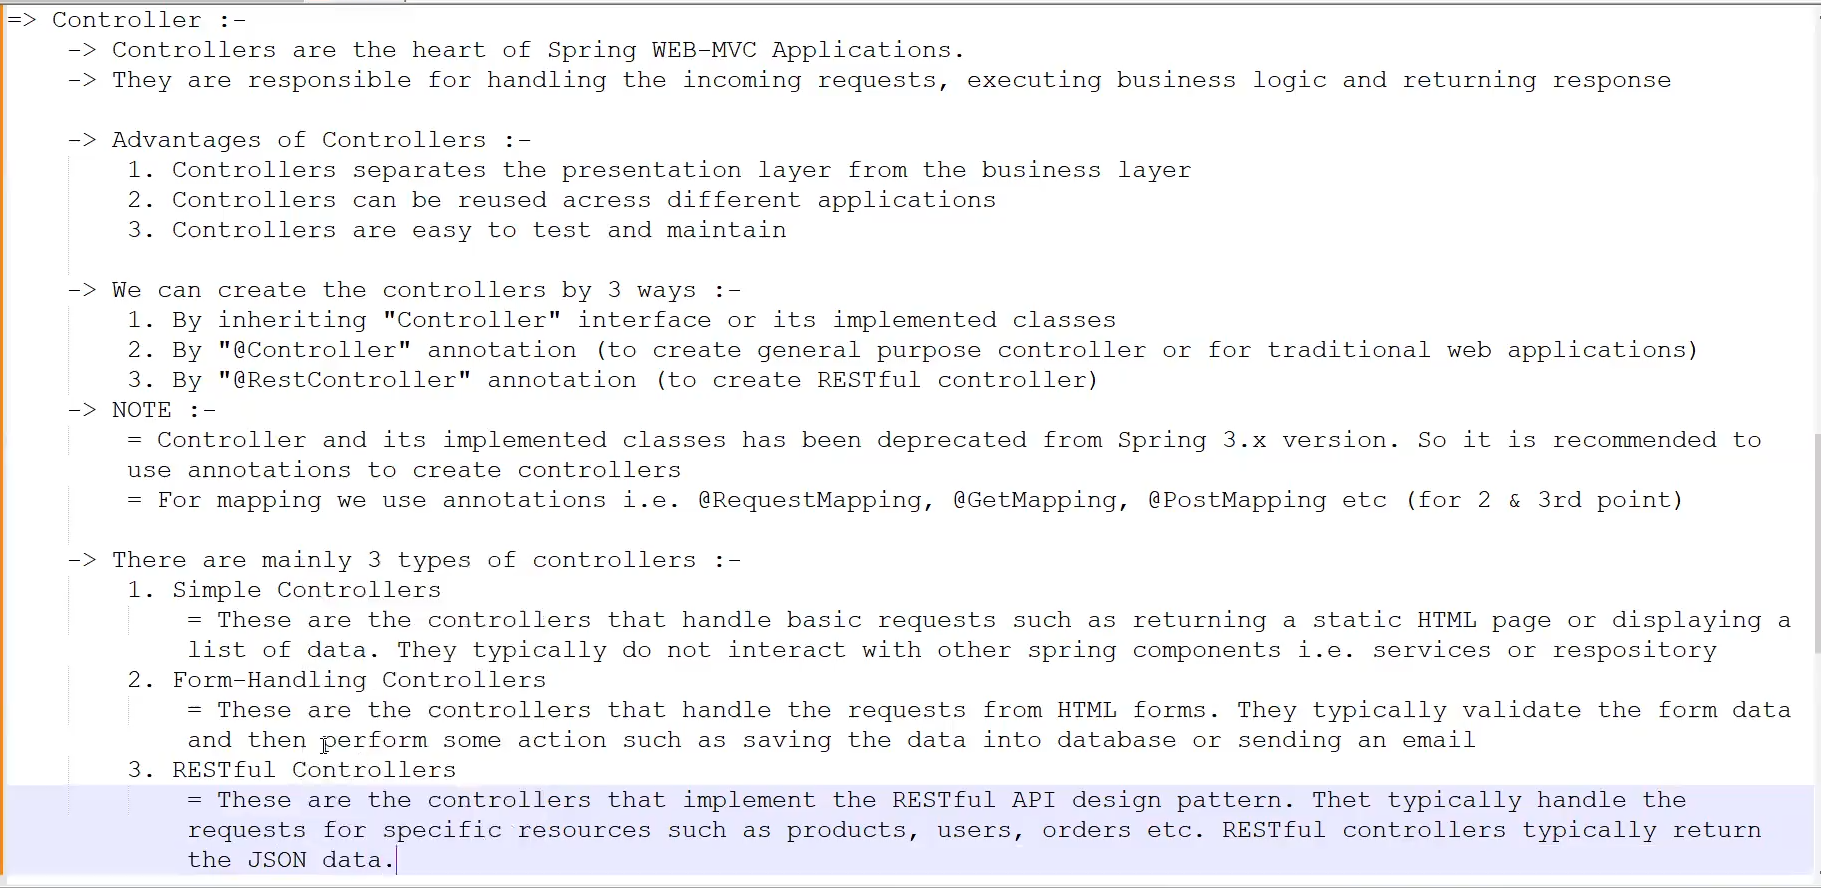 => Controller :-
-> Controllers are the heart of Spring WEB-MVC Applications.
-> They are responsible for handling the incoming requests, executing business logic and returning response
-> Advantages of Controllers :-
1. Controllers separates the presentation layer from the business layer
2. Controllers can be reused acress different applications
3. Controllers are easy to test and maintain
-> We can create the controllers by 3 ways :-
1. By inheriting "Controller" interface or its implemented classes
2. By "@Controller" annotation (to create general purpose controller or for traditional web applications)
3. By "@RestController" annotation (to create RESTful controller)
-> NOTE :-
= Controller and its implemented classes has been deprecated from Spring 3.x version. So it is recommended to
use annotations to create controllers
= For mapping we use annotations i.e. @RequestMapping, @GetMapping, @PostMapping etc (for 2 & 3rd point)
-> There are mainly 3 types of controllers :-
1. Simple Controllers
= These are the controllers that handle basic requests such as returning a static HTML page or displaying a
list of data. They typically do not interact with other spring components i.e. services or respository
2. Form-Handling Controllers
= These are the controllers that handle the requests from HTML forms. They typically validate the form data
and then perform some action such as saving the data into database or sending an email
3. RESTful Controllers
= These are the controllers that implement the RESTful API design pattern. Thet typically handle the
requests for specific resources such as products, users, orders etc. RESTful controllers typically return
the JSON data.